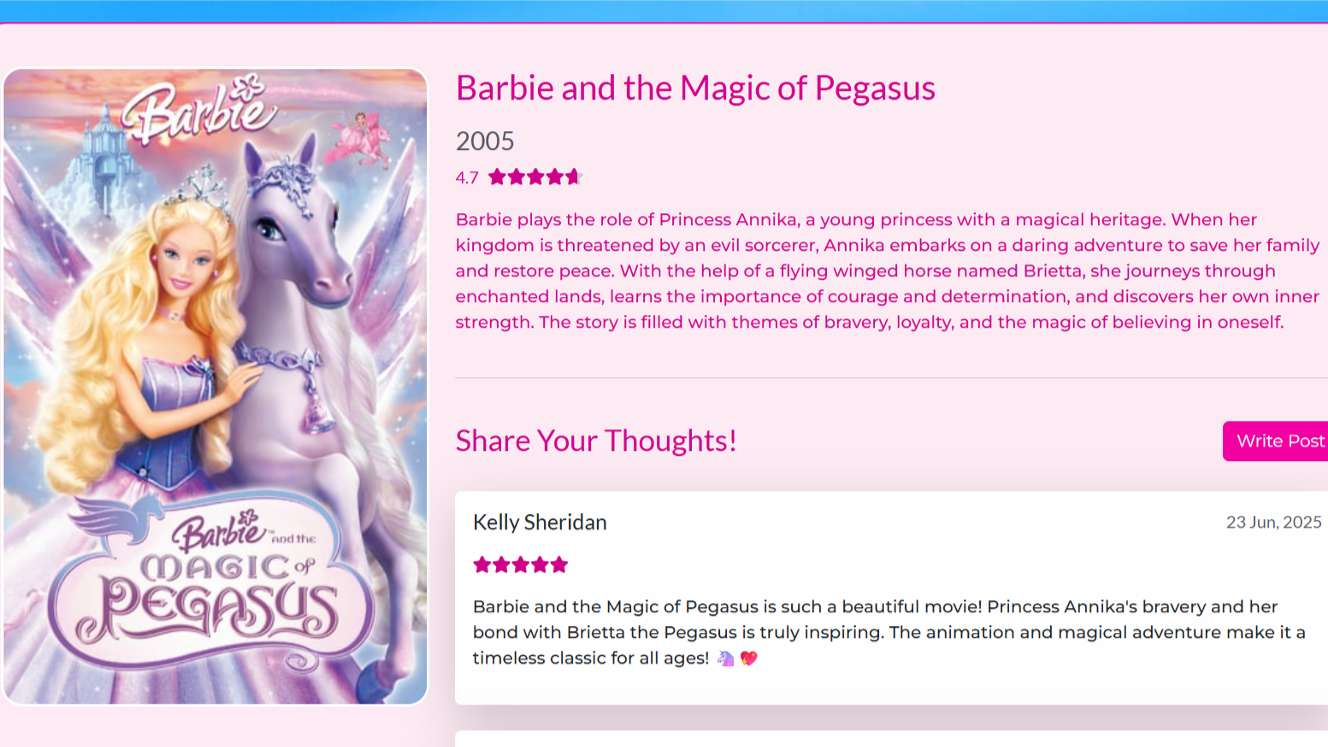 Barbie
Barbie and the
MAGIC of
PEGASUS
Barbie and the Magic of Pegasus
2005
4.7
Barbie plays the role of Princess Annika, a young princess with a magical heritage. When her
kingdom is threatened by an evil sorcerer, Annika embarks on a daring adventure to save her family
and restore peace. With the help of a flying winged horse named Brietta, she journeys through
enchanted lands, learns the importance of courage and determination, and discovers her own inner
strength. The story is filled with themes of bravery, loyalty, and the magic of believing in oneself.
Share Your Thoughts!
Write Post
Kelly Sheridan
23 Jun, 2025
Barbie and the Magic of Pegasus is such a beautiful movie! Princess Annika's bravery and her
bond with Brietta the Pegasus is truly inspiring. The animation and magical adventure make it a
timeless classic for all ages! 🦄 💖